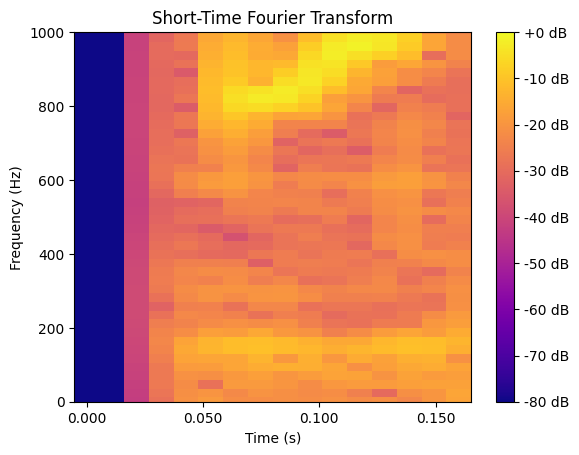 Short-Time Fourier Transform
1000
800
600
400
200
0
Frequency (Hz)
0.000
0.050
0.100
0.150
Time (s)
+0 dB
-10 dB
-20 dB
-30 dB
-40 dB
-50 dB
-60 dB
-70 dB
-80 dB